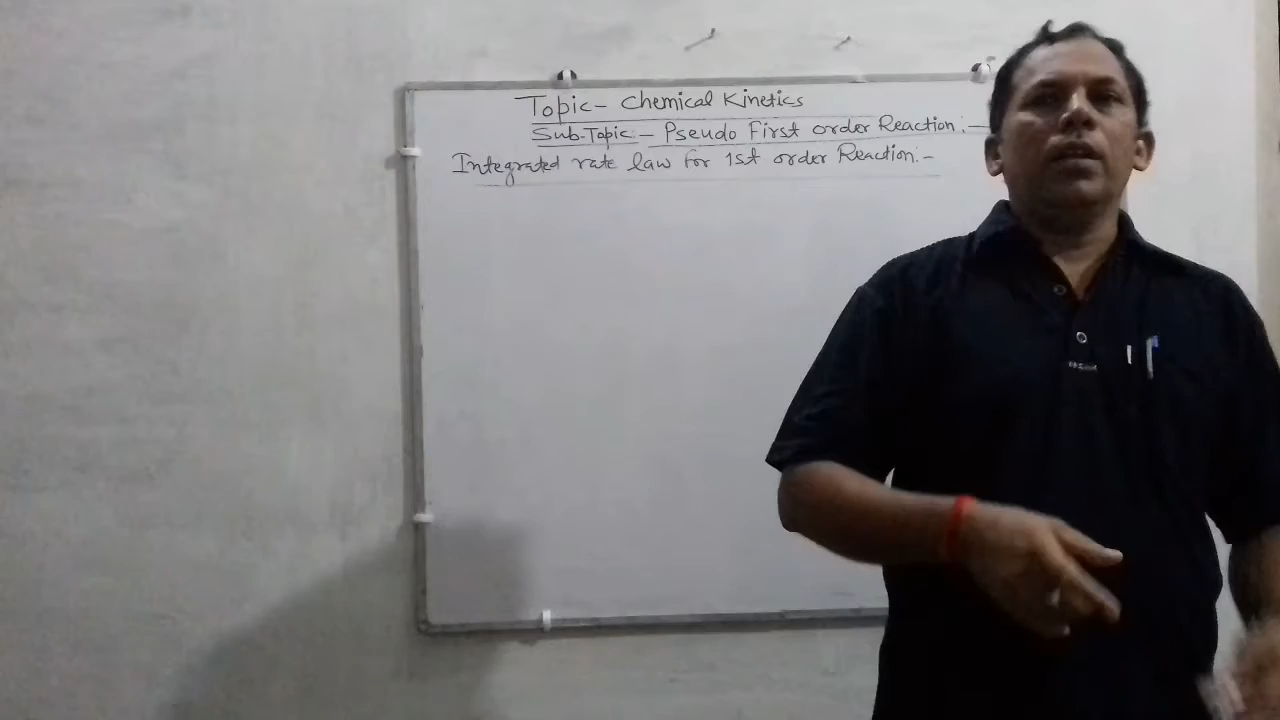 Topic - Chemical Kinetics
Sub-Topic:- Pseudo First order Reaction:-
Integrated rate law for 1st order Reaction:-